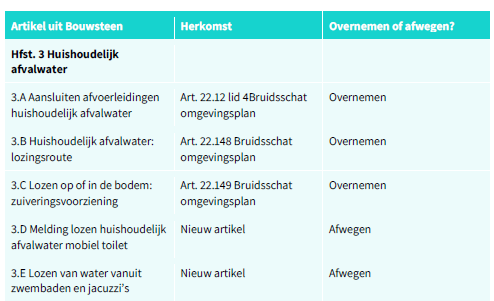 Artikel uit Bouwsteen Herkomst Overnemen of afwegen?
Hfst. 3 Huishoudelijk
afvalwater
3.A Aansluiten afvoerleidingen Art. 22.12 lid 4Bruidsschat Overnemen
huishoudelijk afvalwater omgevingsplan
3.B Huishoudelijk afvalwater: Art. 22.148 Bruidsschat Overnemen
lozingsroute omgevingsplan
3.C Lozen op of in de bodem: Art. 22.149 Bruidsschat Overnemen
zuiveringsvoorziening omgevingsplan
3.D Melding lozen huishoudelijk Nieuw artikel Afwegen
afvalwater mobiel toilet
3.E Lozen van water vanuit Nieuw artikel Afwegen
zwembaden en jacuzzi's